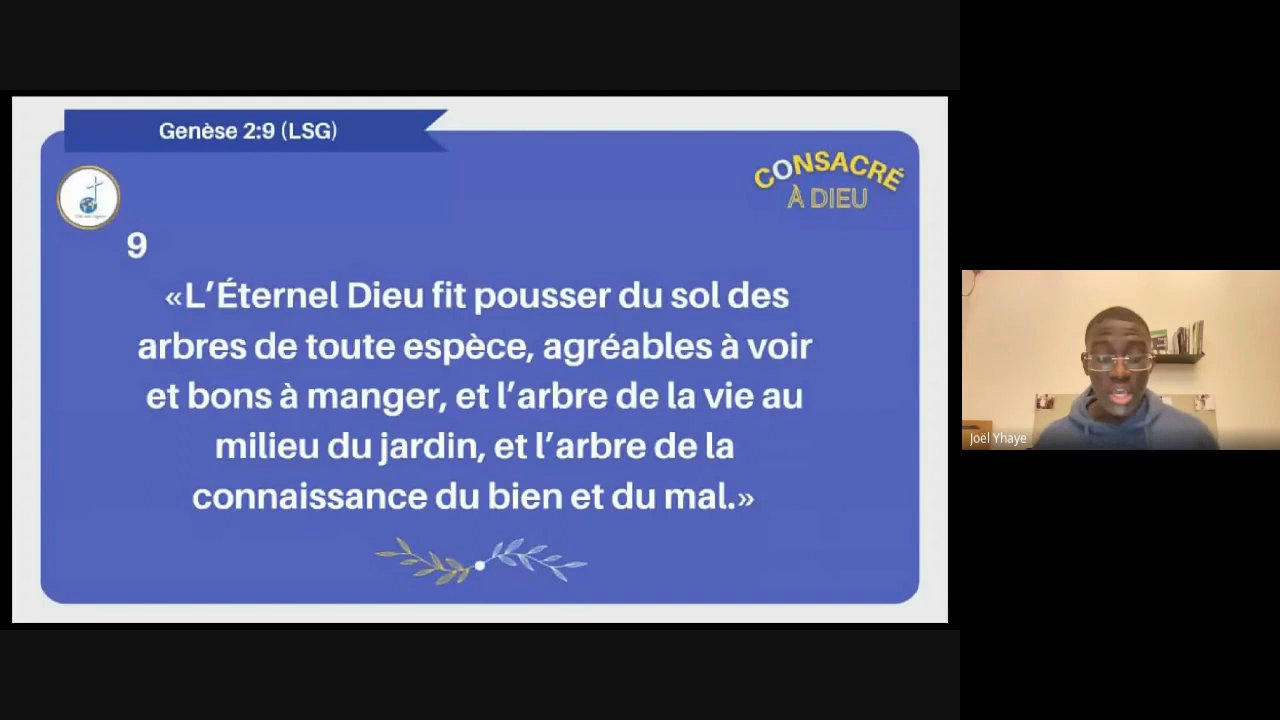 Genèse 2:9 (LSG)
CONSACRÉ
À DIEU
9
«L’Éternel Dieu fit pousser du sol des
arbres de toute espèce, agréables à voir
et bons à manger, et l’arbre de la vie au
milieu du jardin, et l’arbre de la
connaissance du bien et du mal.»
Joël Yhaye